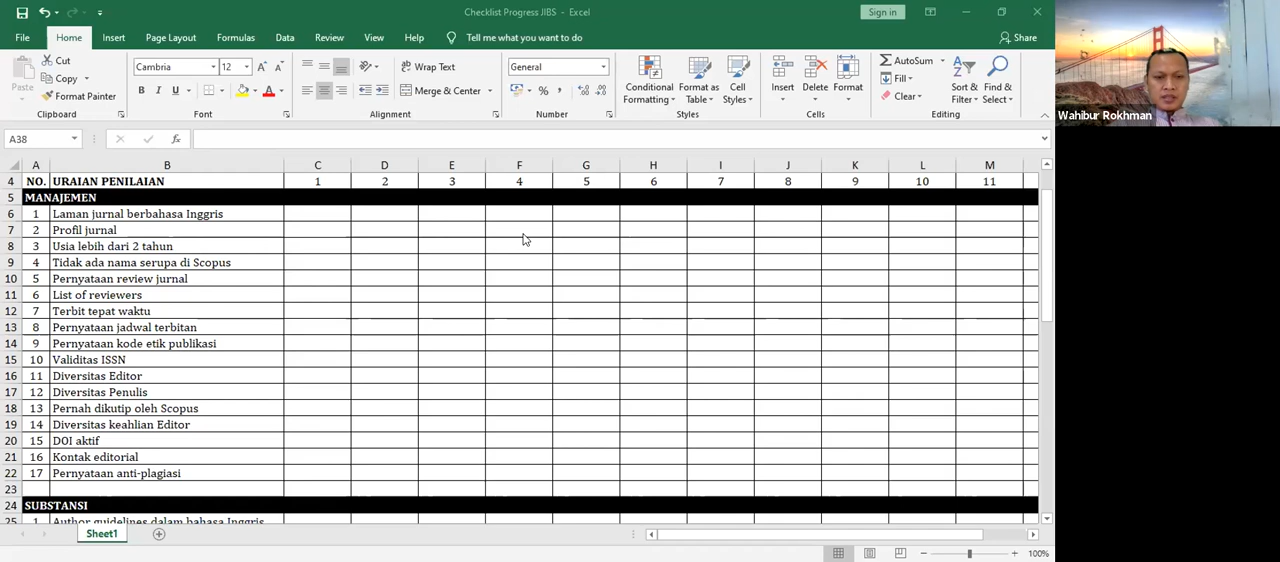 Checklist Progress JIBS - Excel
Sign in
File Home Insert Page Layout Formulas Data Review View Help Tell me what you want to do Share
Paste
Cut
Copy
Format Painter
Clipboard
Cambria 12
B I U
Font
Wrap Text
Merge & Center
Alignment
General
Number
Conditional Formatting
Format as Table
Cell Styles
Styles
Insert
Delete
Format
Cells
AutoSum
Fill
Clear
Sort & Filter
Find & Select
Editing
Wahibur Rokhman
A38 fx
A B C D E F G H I J K L M
4 NO. URAIAN PENILAIAN 1 2 3 4 5 6 7 8 9 10 11
5 MANAJEMEN
6 1 Laman jurnal berbahasa Inggris
7 2 Profil jurnal
8 3 Usia lebih dari 2 tahun
9 4 Tidak ada nama serupa di Scopus
10 5 Pernyataan review jurnal
11 6 List of reviewers
12 7 Terbit tepat waktu
13 8 Pernyataan jadwal terbitan
14 9 Pernyataan kode etik publikasi
15 10 Validitas ISSN
16 11 Diversitas Editor
17 12 Diversitas Penulis
18 13 Pernah dikutip oleh Scopus
19 14 Diversitas keahlian Editor
20 15 DOI aktif
21 16 Kontak editorial
22 17 Pernyataan anti-plagiasi
23
24 SUBSTANSI
25 1 Author guidelines dalam bahasa Inggris
Sheet1
100%